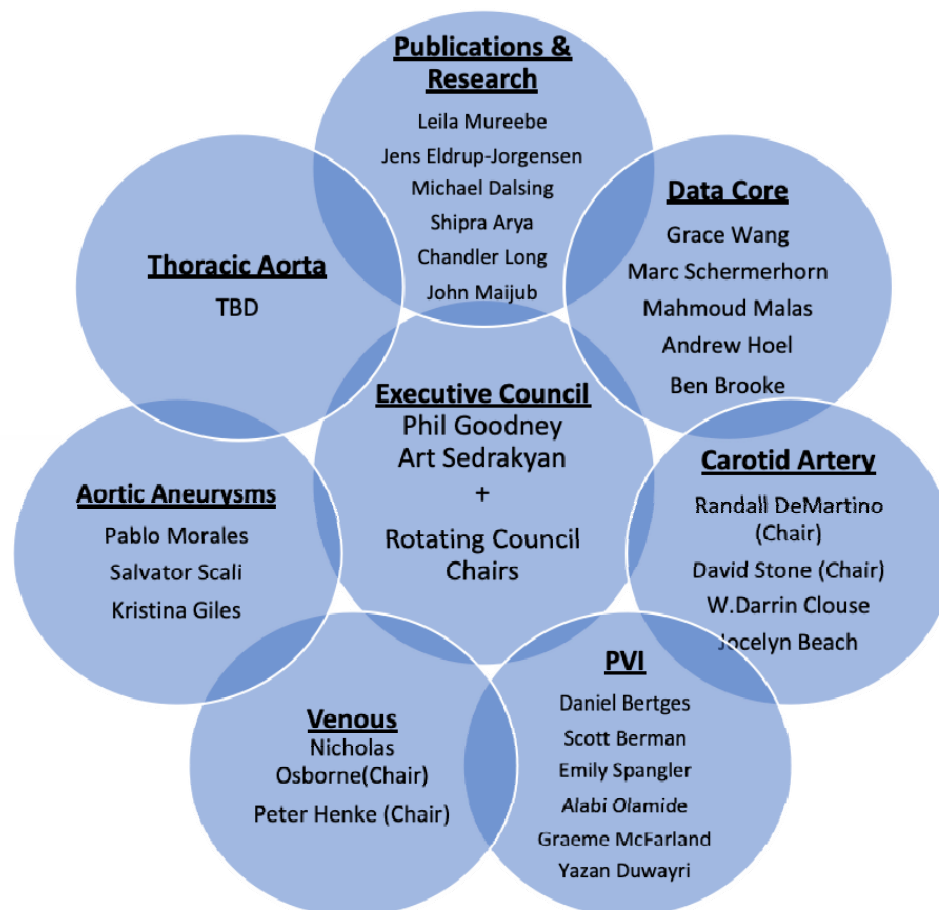 Publications &
Research
Leila Mureebe
Jens Eldrup-Jorgensen
Michael Dalsing
Shipra Arya
Chandler Long
John Maijub
Data Core
Grace Wang
Marc Schermerhorn
Mahmoud Malas
Andrew Hoel
Ben Brooke
Thoracic Aorta
TBD
Executive Council
Phil Goodney
Art Sedrakyan
+
Rotating Council
Chairs
Carotid Artery
Randall DeMartino
(Chair)
David Stone (Chair)
W.Darrin Clouse
Jocelyn Beach
Aortic Aneurysms
Pablo Morales
Salvator Scali
Kristina Giles
PVI
Daniel Bertges
Scott Berman
Emily Spangler
Alabi Olamide
Graeme McFarland
Yazan Duwayri
Venous
Nicholas
Osborne(Chair)
Peter Henke (Chair)